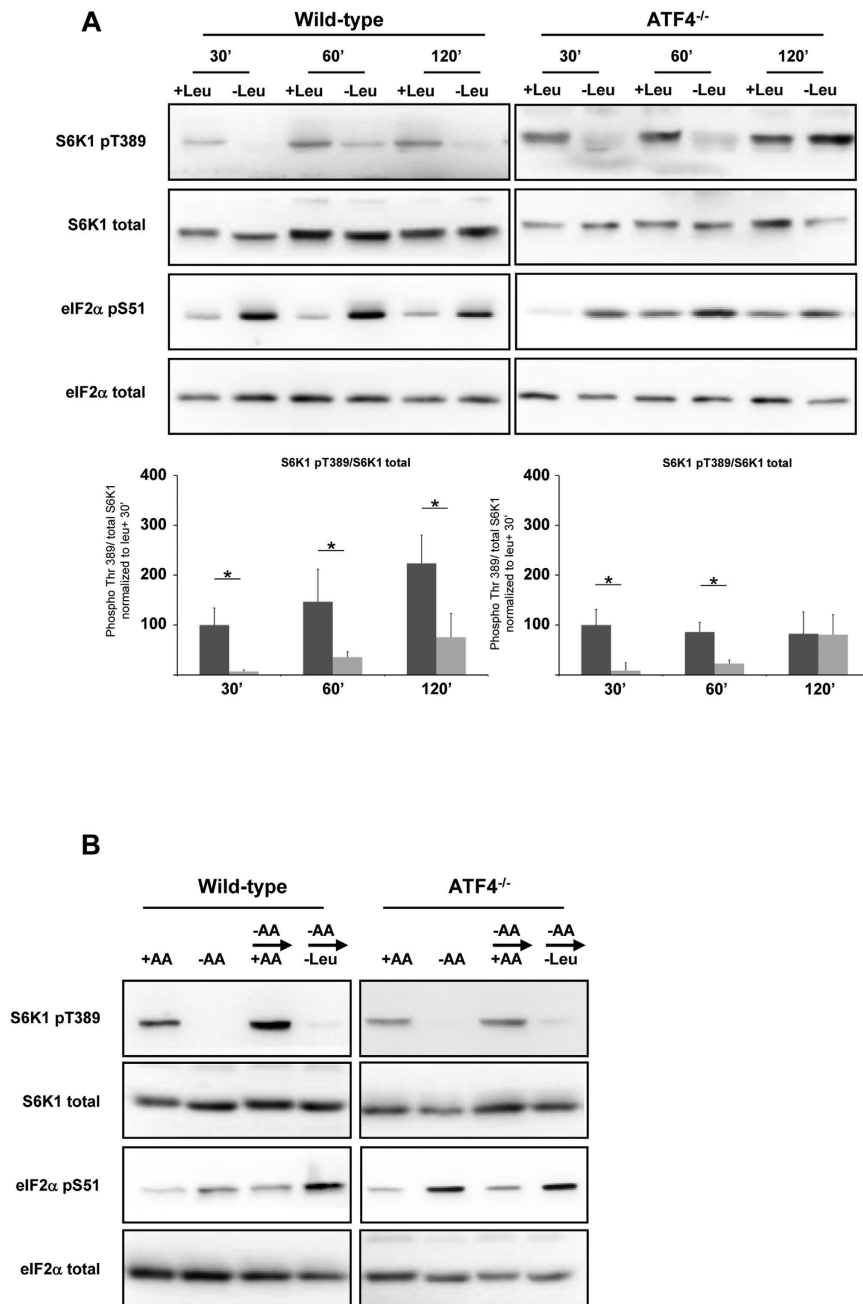 A
Wild-type ATF4-/-
30' 60' 120' 30' 60' 120'
+Leu -Leu +Leu -Leu +Leu -Leu +Leu -Leu +Leu -Leu +Leu -Leu
S6K1 pT389
S6K1 total
eIF2α pS51
eIF2α total
S6K1 pT389/S6K1 total
Phospho Thr 389/ total S6K1
normalized to leu+ 30'
400
300
200
100
* * *
30' 60' 120'
S6K1 pT389/S6K1 total
Phospho Thr 389/ total S6K1
normalized to leu+ 30'
400
300
200
100
* *
30' 60' 120'
B
Wild-type ATF4-/-
-AA -AA -AA -AA
+AA -AA +AA -Leu +AA -AA +AA -Leu
S6K1 pT389
S6K1 total
eIF2α pS51
eIF2α total